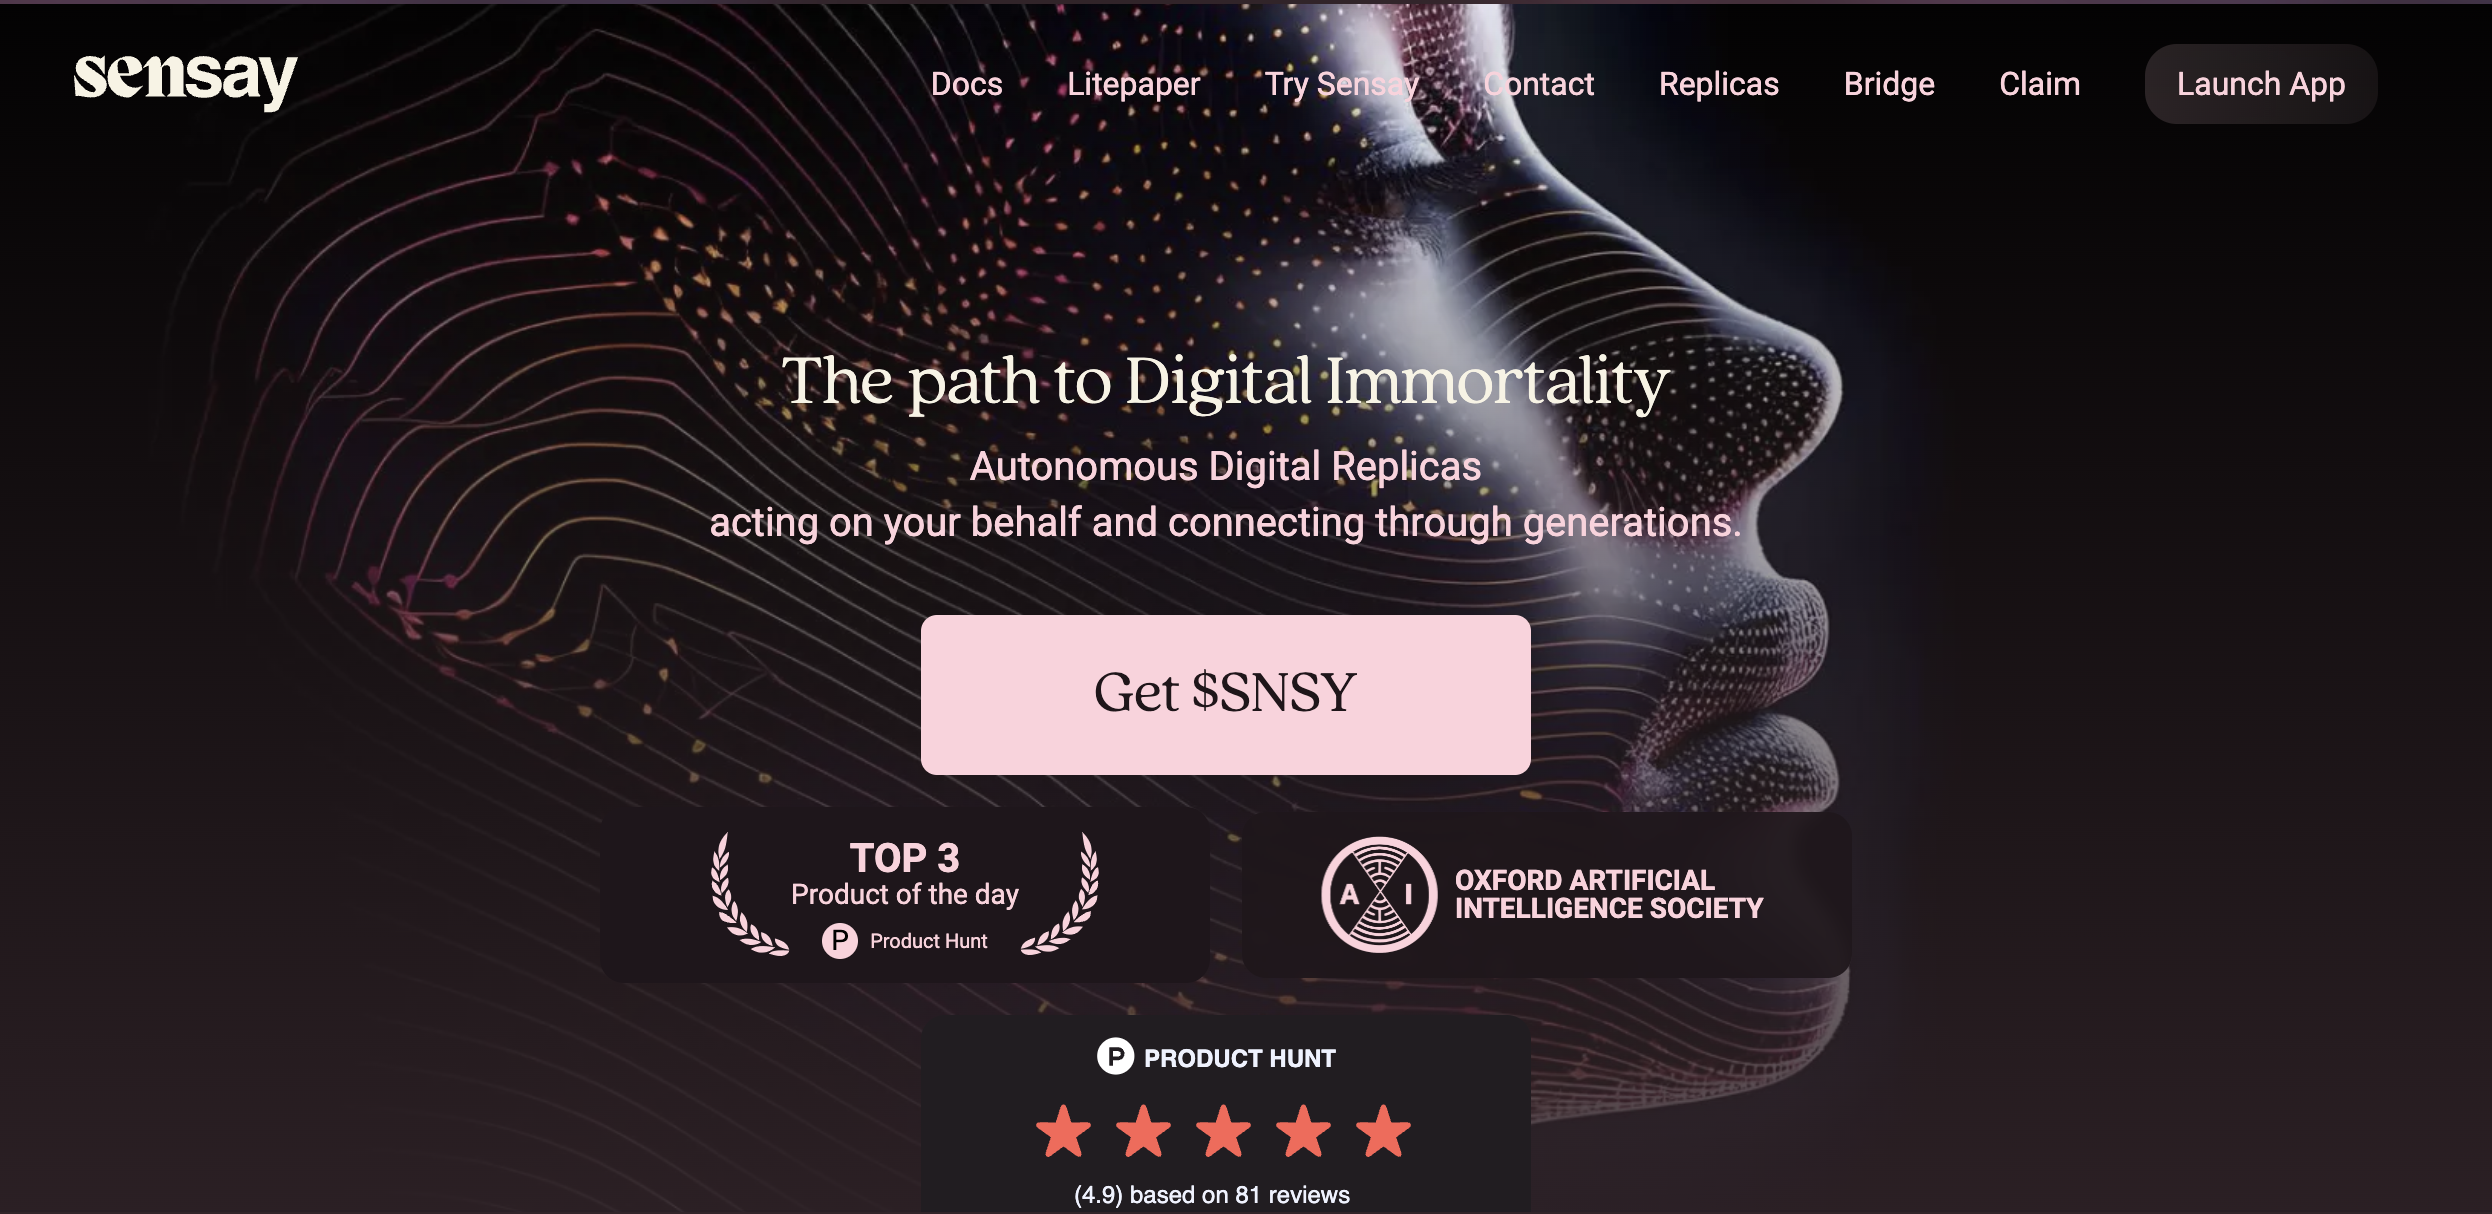 sensay
Docs Litepaper Try Sensay Contact Replicas Bridge Claim Launch App
The path to Digital Immortality
Autonomous Digital Replicas
acting on your behalf and connecting through generations.
Get $SNSY
TOP 3
Product of the day
P Product Hunt
A I
OXFORD ARTIFICIAL
INTELLIGENCE SOCIETY
P PRODUCT HUNT
(4.9) based on 81 reviews